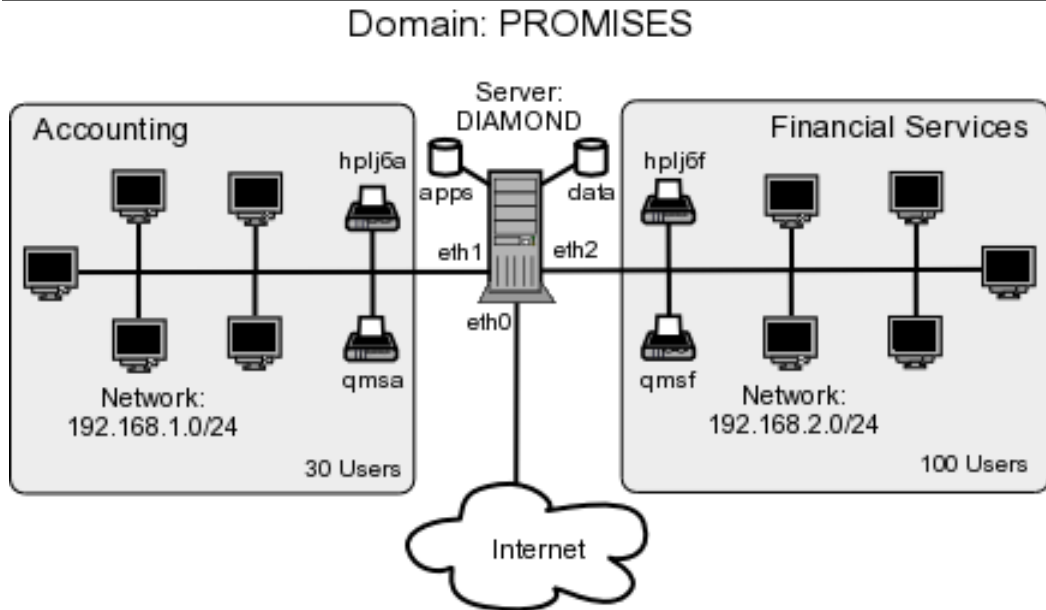 Domain: PROMISES
Server:
DIAMOND
Accounting
Financial Services
hplj6a
apps
data
hplj6f
eth1
eth2
eth0
qmsa
qmsf
Network:
192.168.1.0/24
Network:
192.168.2.0/24
30 Users
100 Users
Internet